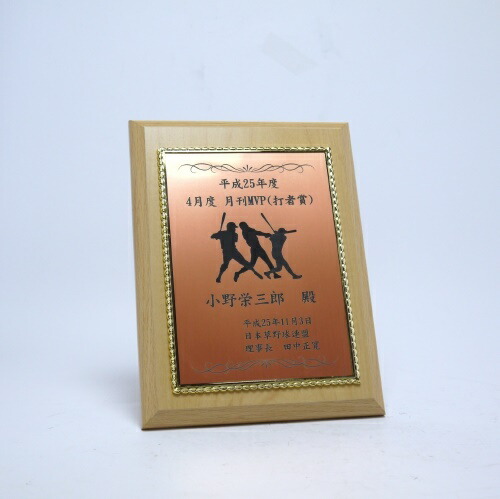 平成25年度
4月度 月刊MVP(打者賞)
小野栄三郎 殿
平成25年11月3日
日本草野球連盟
理事長 田中正寛